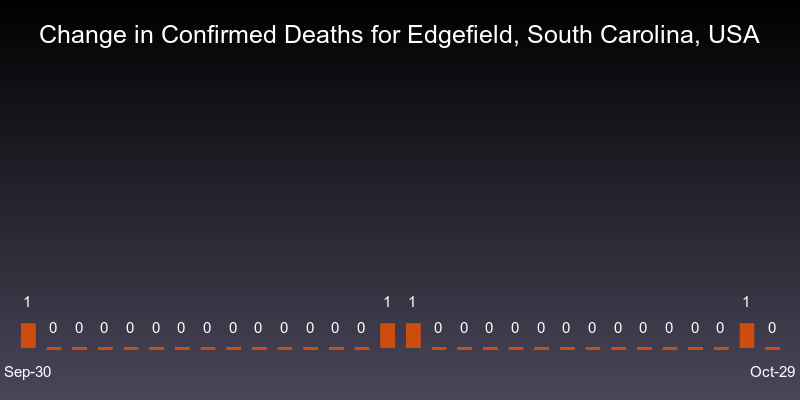 Change in Confirmed Deaths for Edgefield, South Carolina, USA
1 0 0 0 0 0 0 0 0 0 0 0 0 0 1 1 0 0 0 0 0 0 0 0 0 0 0 0 1 0
Sep-30 Oct-29